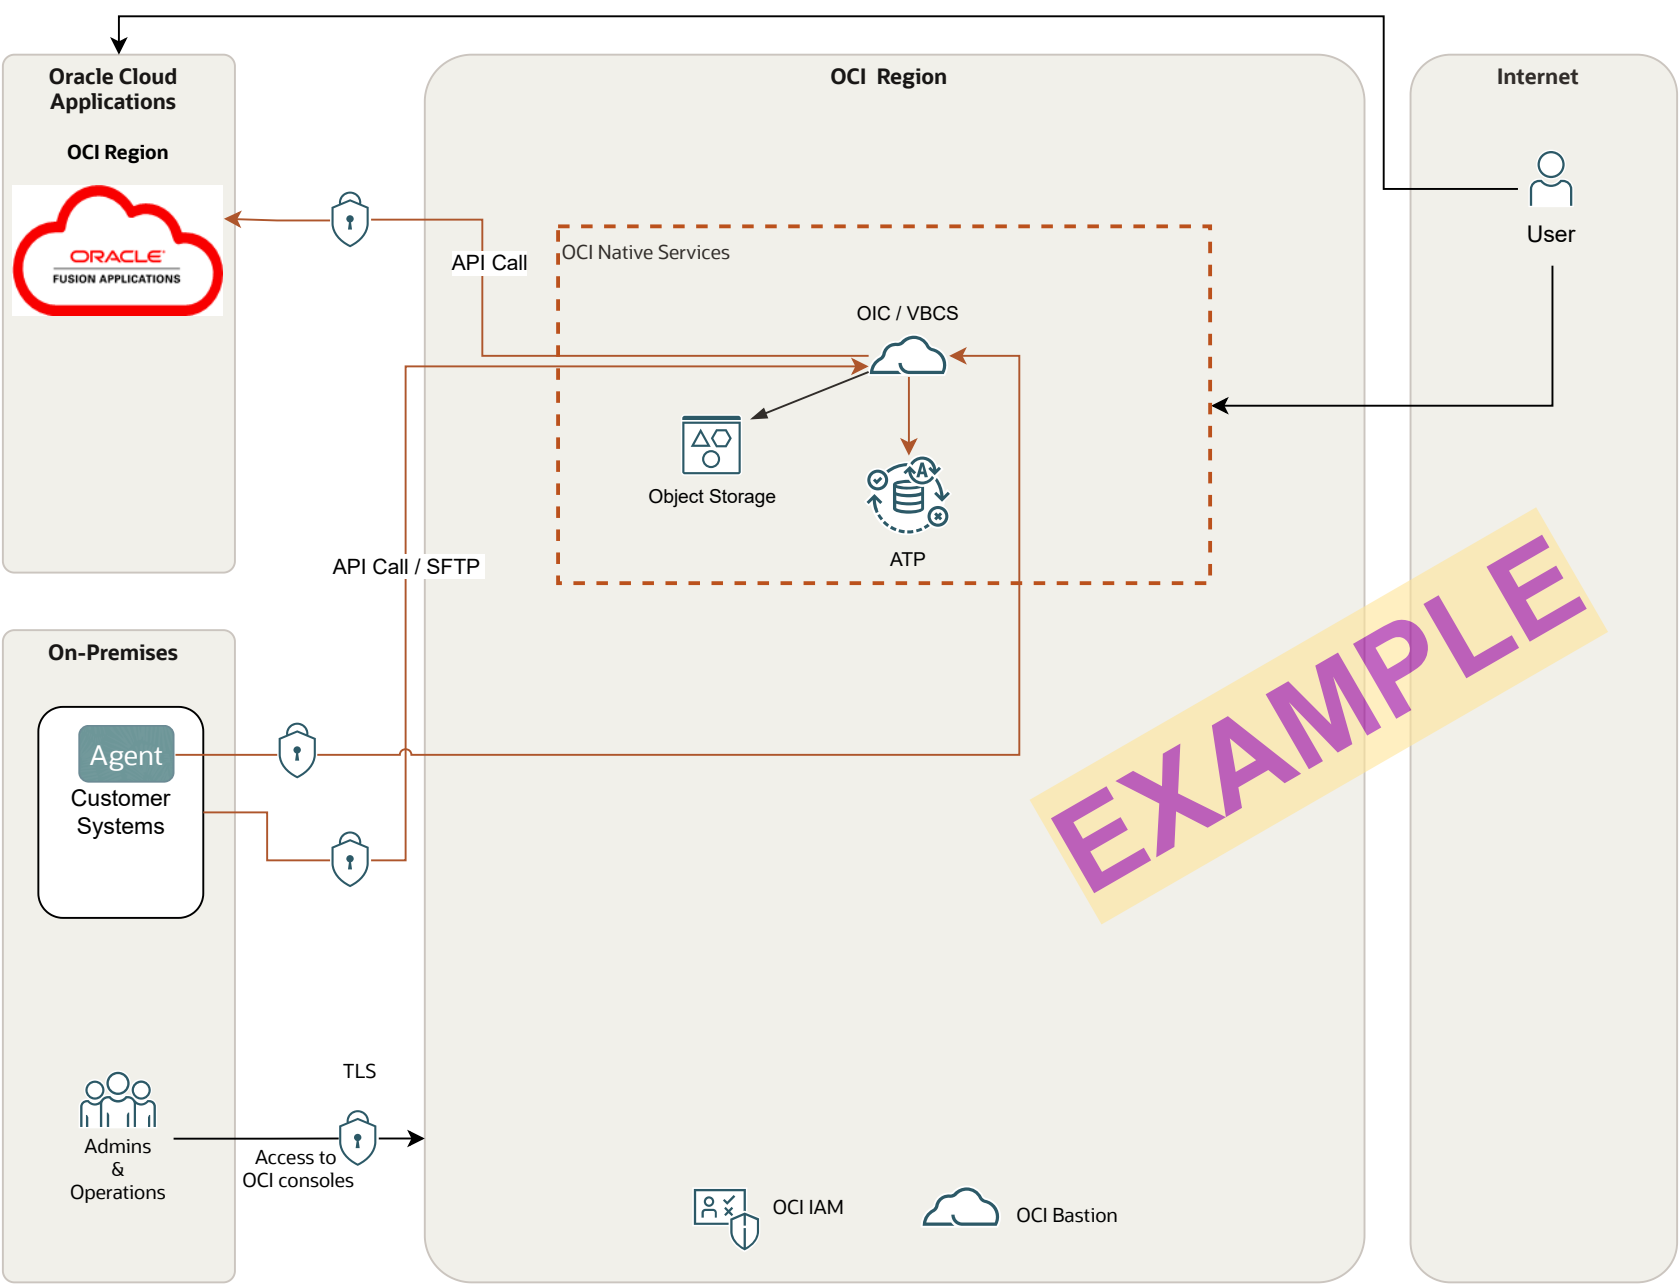 Oracle Cloud
Applications
OCI Region
ORACLE
FUSION APPLICATIONS
OCI Region
Internet
User
API Call
OCI Native Services
OIC / VBCS
Object Storage
A
ATP
API Call / SFTP
On-Premises
Agent
Customer
Systems
EXAMPLE
TLS
Admins
&
Operations
Access to
OCI consoles
OCI IAM
OCI Bastion